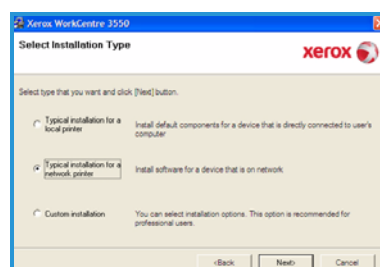 Xerox WorkCentre 3550
Select Installation Type
xerox
Select type that you want and click [Next] button.
Typical installation for a
local printer
Install default components for a device that is directly connected to user's
computer
Typical installation for a
network printer
Install software for a device that is on network
Custom installation
You can select installation options. This option is recommended for
professional users.
<Back
Next>
Cancel